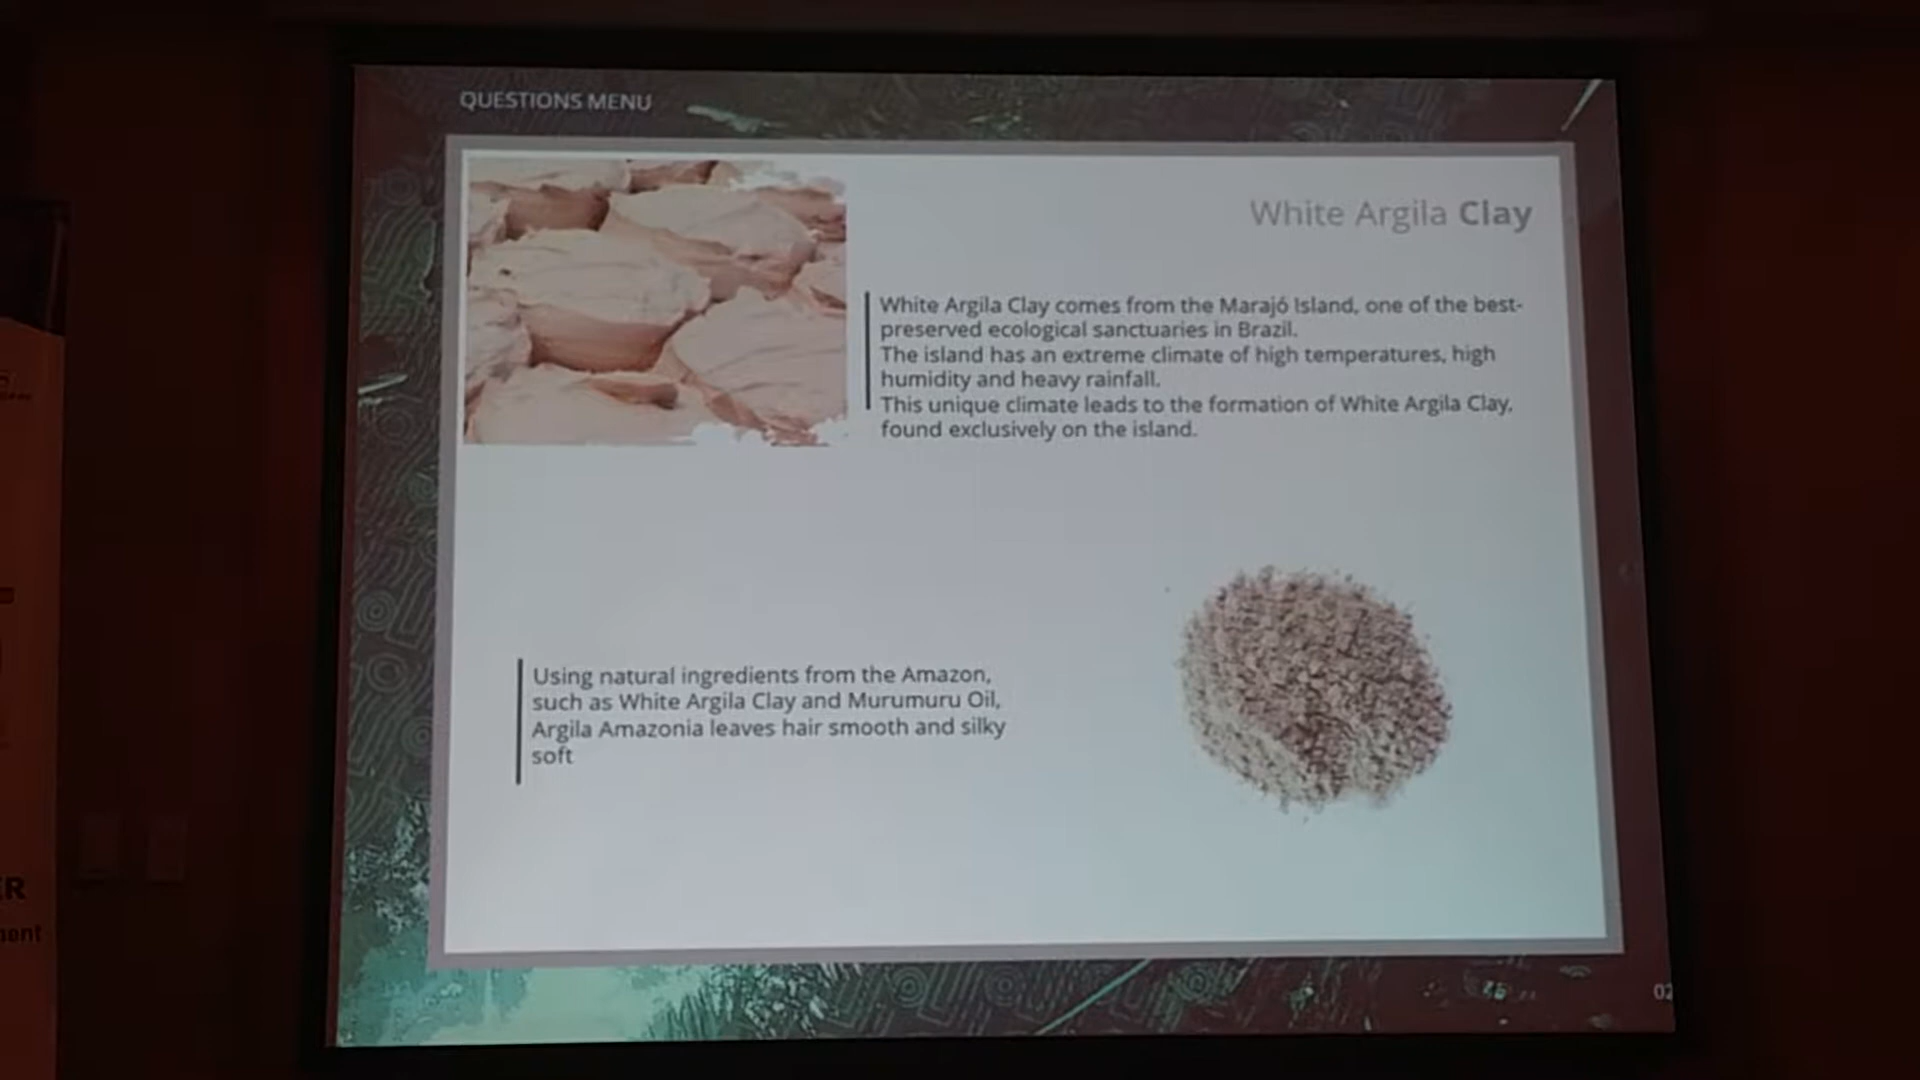 QUESTIONS MENU
White Argila Clay
White Argila Clay comes from the Marajó Island, one of the best-
preserved ecological sanctuaries in Brazil.
The island has an extreme climate of high temperatures, high
humidity and heavy rainfall.
This unique climate leads to the formation of White Argila Clay,
found exclusively on the island.
Using natural ingredients from the Amazon,
such as White Argila Clay and Murumuru Oil,
Argila Amazonia leaves hair smooth and silky
soft
02
ER
ment